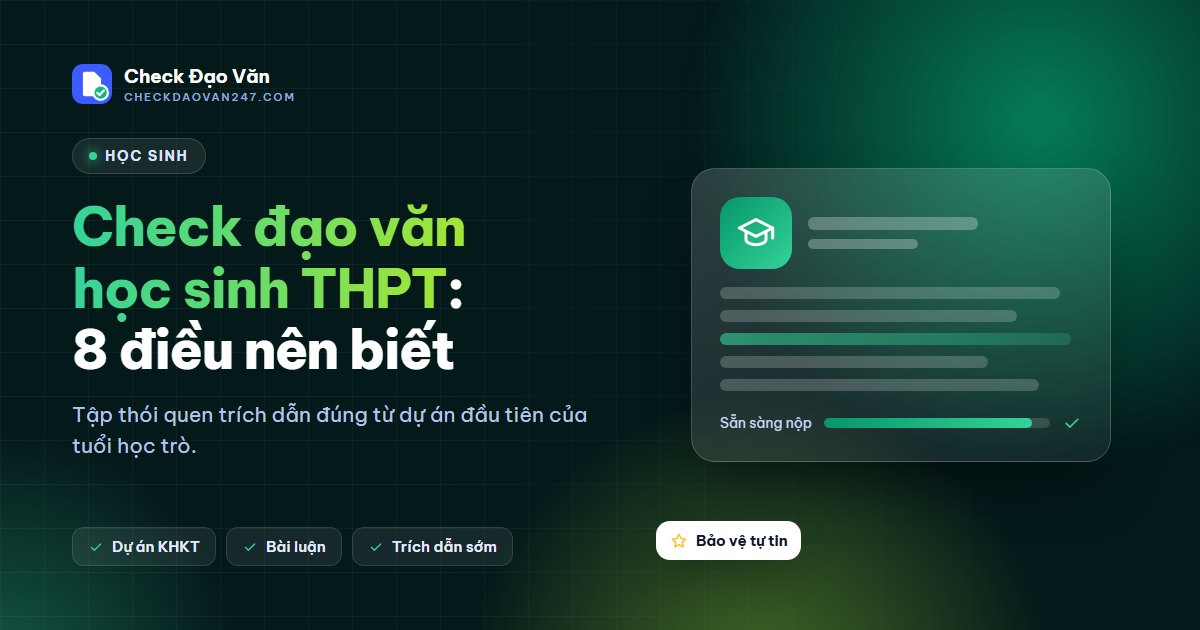 Check Đạo Văn
CHECKDAOVAN247.COM
HỌC SINH
Check đạo văn
học sinh THPT:
8 điều nên biết
Tập thói quen trích dẫn đúng từ dự án đầu tiên của
tuổi học trò.
Dự án KHKT
Bài luận
Trích dẫn sớm
Sẵn sàng nộp
Bảo vệ tự tin